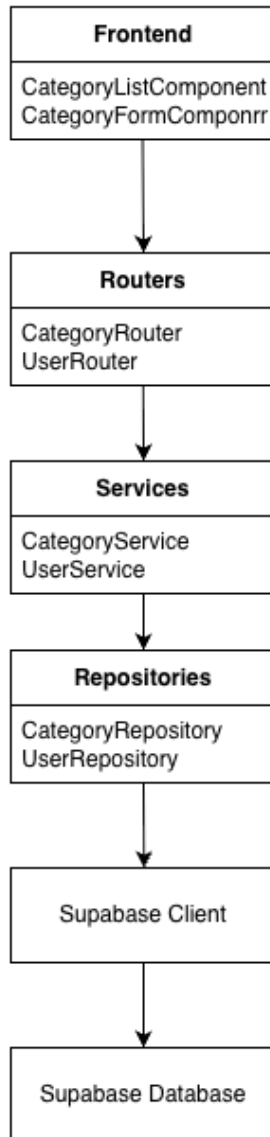 Frontend
CategoryListComponent
CategoryFormComponrr
Routers
CategoryRouter
UserRouter
Services
CategoryService
UserService
Repositories
CategoryRepository
UserRepository
Supabase Client
Supabase Database